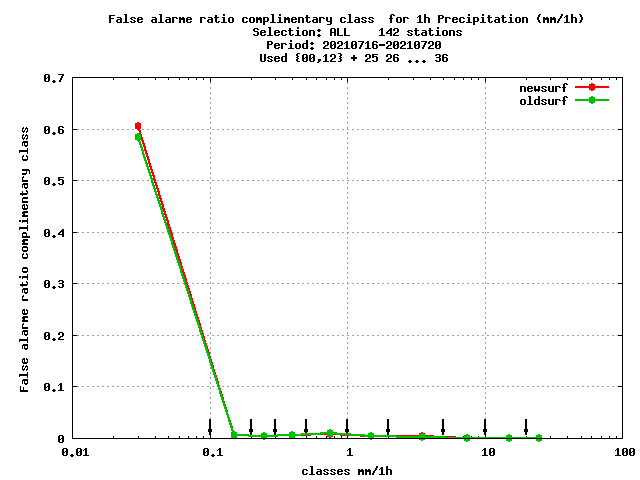 False alarme ratio complimentary class  for 1h Precipitation (mm/1h)
Selection: ALL    142 stations
Period: 20210716-20210720
Used {00,12} + 25 26 ... 36
newsurf
oldsurf
False alarme ratio complimentary class
0.7
0.6
0.5
0.4
0.3
0.2
0.1
0
0.01 0.1 1 10 100
classes mm/1h